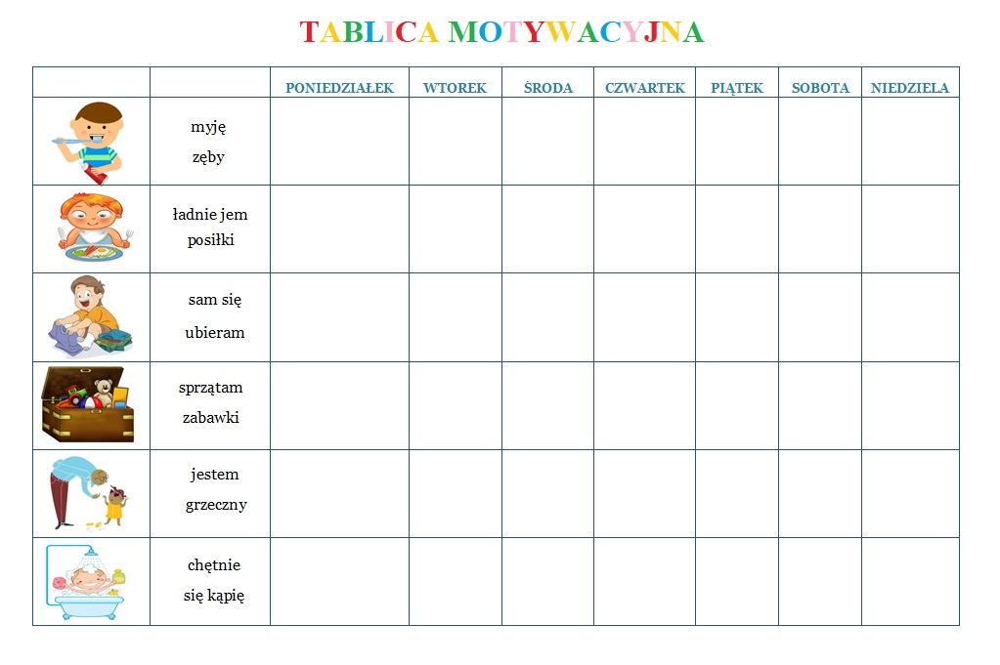 TABLICA MOTYWACYJNA
PONIEDZIAŁEK WTOREK ŚRODA CZWARTEK PIĄTEK SOBOTA NIEDZIELA
myję
zęby
ładnie jem
posiłki
sam się
ubieram
sprzątam
zabawki
jestem
grzeczny
chętnie
się kąpię